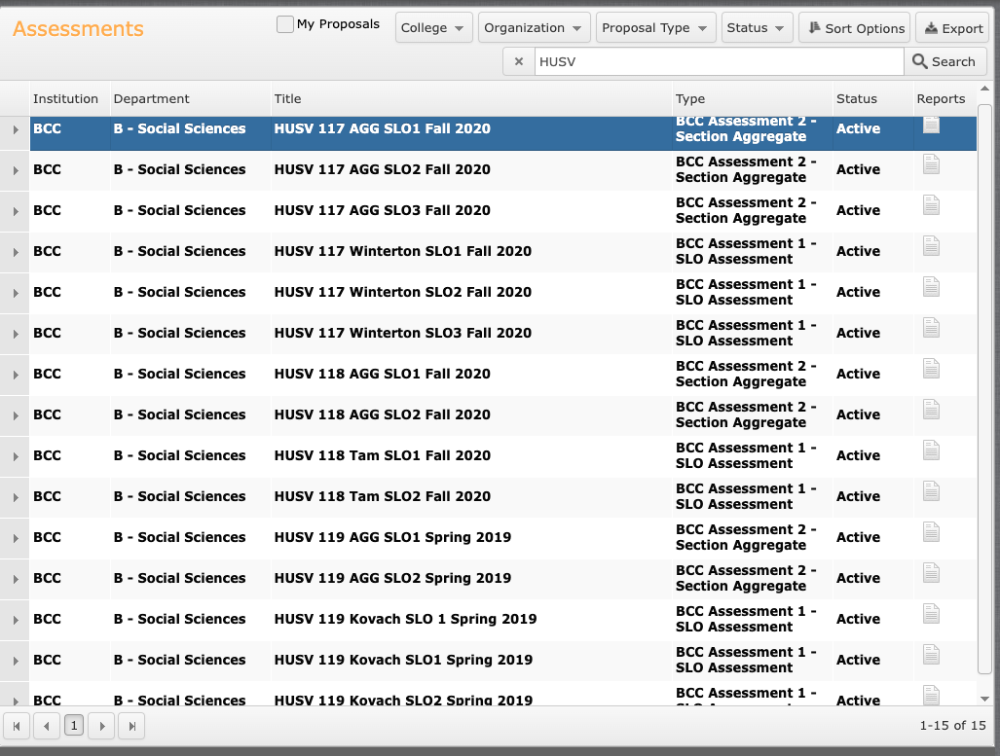 Assessments
My Proposals
College
Organization
Proposal Type
Status
Sort Options
Export
× HUSV Search
Institution Department Title Type Status Reports
BCC B - Social Sciences HUSV 117 AGG SLO1 Fall 2020 BCC Assessment 2 - Active
Section Aggregate
BCC B - Social Sciences HUSV 117 AGG SLO2 Fall 2020 BCC Assessment 2 - Active
Section Aggregate
BCC B - Social Sciences HUSV 117 AGG SLO3 Fall 2020 BCC Assessment 2 - Active
Section Aggregate
BCC B - Social Sciences HUSV 117 Winterton SLO1 Fall 2020 BCC Assessment 1 - Active
SLO Assessment
BCC B - Social Sciences HUSV 117 Winterton SLO2 Fall 2020 BCC Assessment 1 - Active
SLO Assessment
BCC B - Social Sciences HUSV 117 Winterton SLO3 Fall 2020 BCC Assessment 1 - Active
SLO Assessment
BCC B - Social Sciences HUSV 118 AGG SLO1 Fall 2020 BCC Assessment 2 - Active
Section Aggregate
BCC B - Social Sciences HUSV 118 AGG SLO2 Fall 2020 BCC Assessment 2 - Active
Section Aggregate
BCC B - Social Sciences HUSV 118 Tam SLO1 Fall 2020 BCC Assessment 1 - Active
SLO Assessment
BCC B - Social Sciences HUSV 118 Tam SLO2 Fall 2020 BCC Assessment 1 - Active
SLO Assessment
BCC B - Social Sciences HUSV 119 AGG SLO1 Spring 2019 BCC Assessment 2 - Active
Section Aggregate
BCC B - Social Sciences HUSV 119 AGG SLO2 Spring 2019 BCC Assessment 2 - Active
Section Aggregate
BCC B - Social Sciences HUSV 119 Kovach SLO 1 Spring 2019 BCC Assessment 1 - Active
SLO Assessment
BCC B - Social Sciences HUSV 119 Kovach SLO1 Spring 2019 BCC Assessment 1 - Active
SLO Assessment
BCC B - Social Sciences HUSV 119 Kovach SLO2 Spring 2019 BCC Assessment 1 - Active
1
1-15 of 15